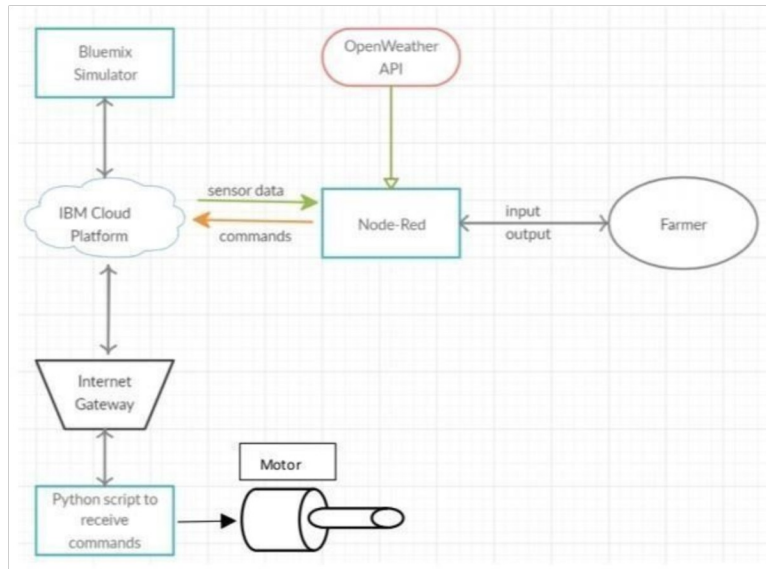 Bluemix
Simulator
OpenWeather
API
IBM Cloud
Platform
sensor data
commands
Node-Red
input
output
Farmer
Internet
Gateway
Motor
Python script to
receive
commands